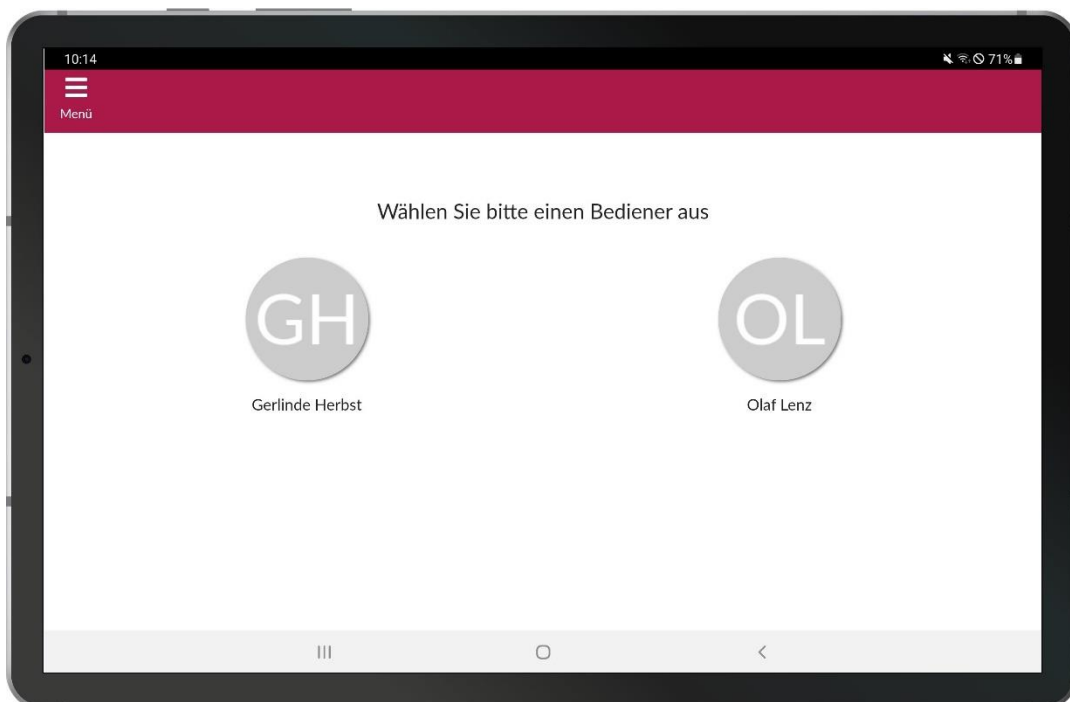 10:14
71%
Menü
Wählen Sie bitte einen Bediener aus
GH
OL
Gerlinde Herbst
Olaf Lenz